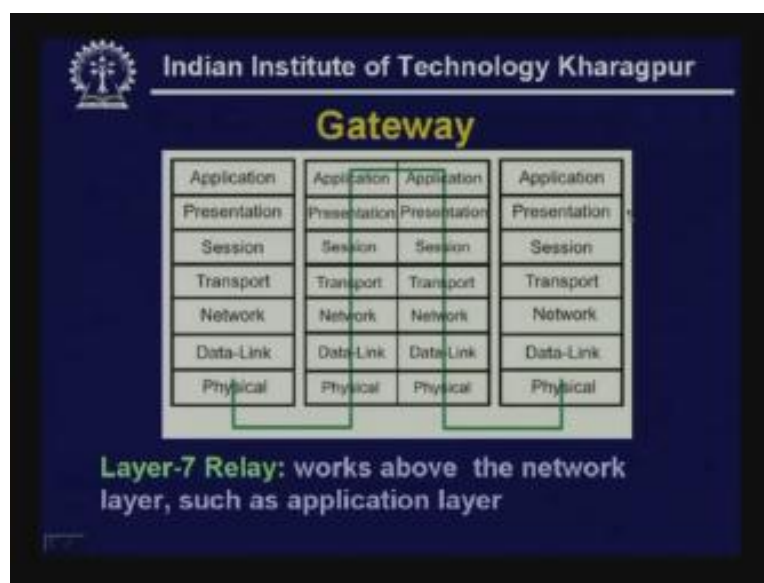 Indian Institute of Technology Kharagpur
Gateway
Application Application Application Application
Presentation Presentation Presentation Presentation
Session Session Session Session
Transport Transport Transport Transport
Network Network Network Network
Data-Link Data-Link Data-Link Data-Link
Physical Physical Physical Physical
Layer-7 Relay: works above the network
layer, such as application layer